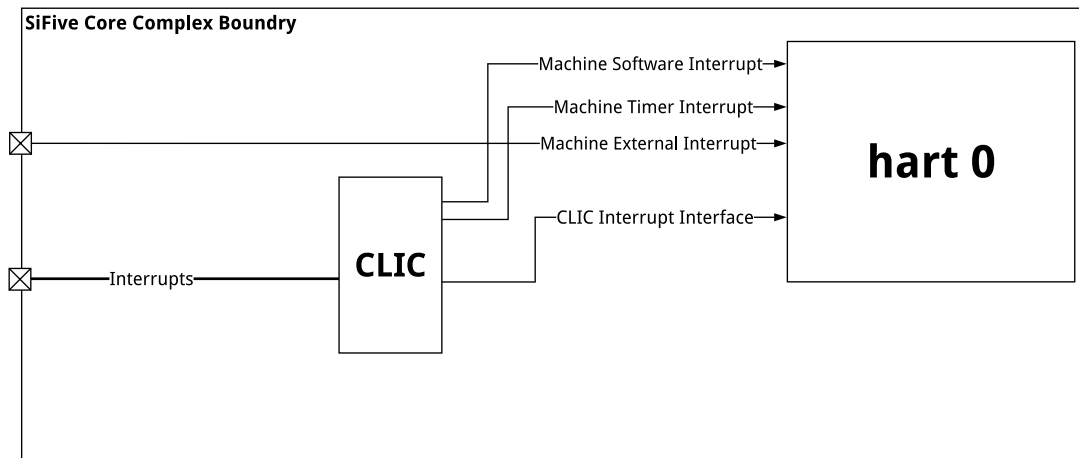 SiFive Core Complex Boundry
Machine Software Interrupt
Machine Timer Interrupt
Machine External Interrupt
hart 0
CLIC Interrupt Interface
CLIC
Interrupts